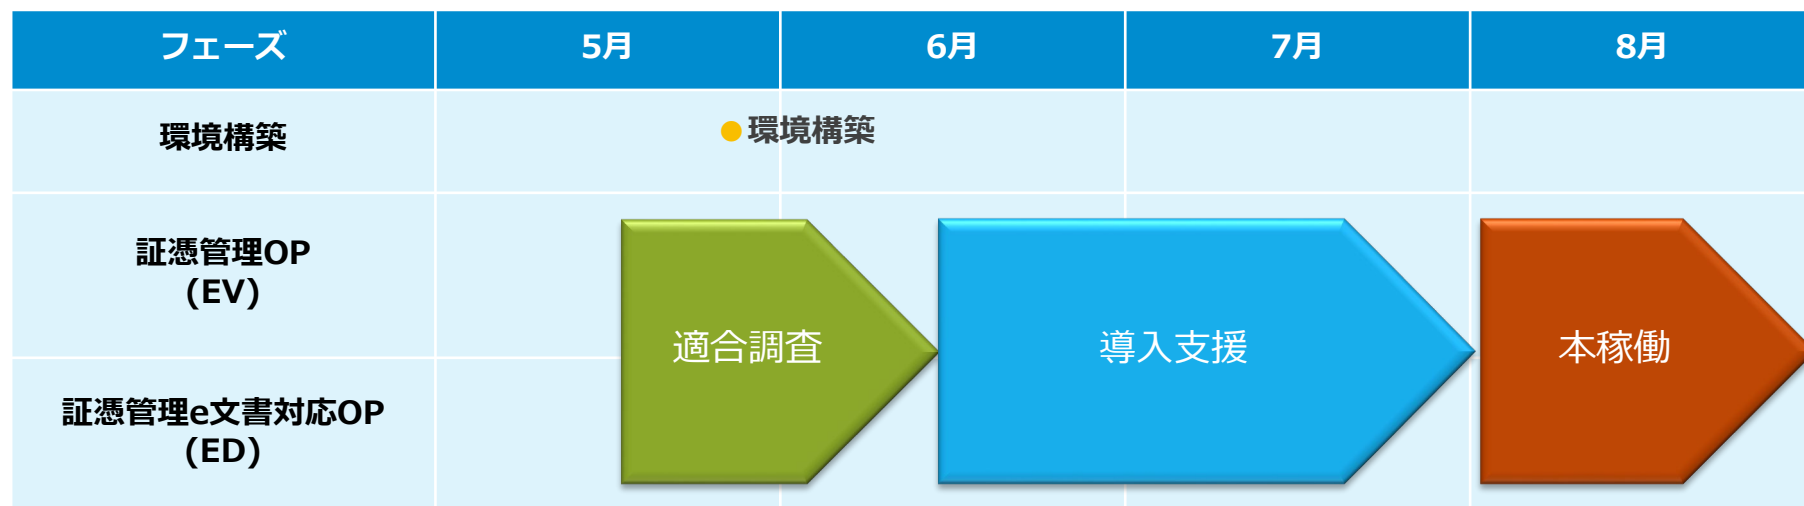 フェーズ 5月 6月 7月 8月
環境構築 環境構築
証憑管理OP
(EV)
適合調査 導入支援 本稼働
証憑管理e文書対応OP
(ED)